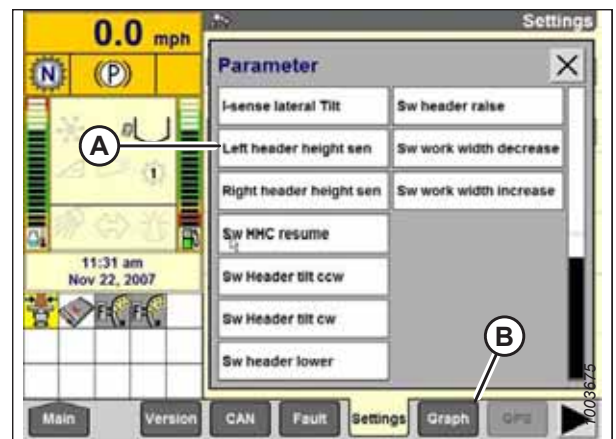 0.0 mph
Settings
N
(P)
Parameter
I-sense lateral Tilt
Sw header raise
A
Left header height sen
Sw work width decrease
Right header height sen
Sw work width increase
Sw HHC resume
11:31 am
Nov 22, 2007
Sw Header tilt ccw
Sw Header tilt cw
B
Sw header lower
1003675
Main
Version
CAN
Fault
Settings
Graph
GPS